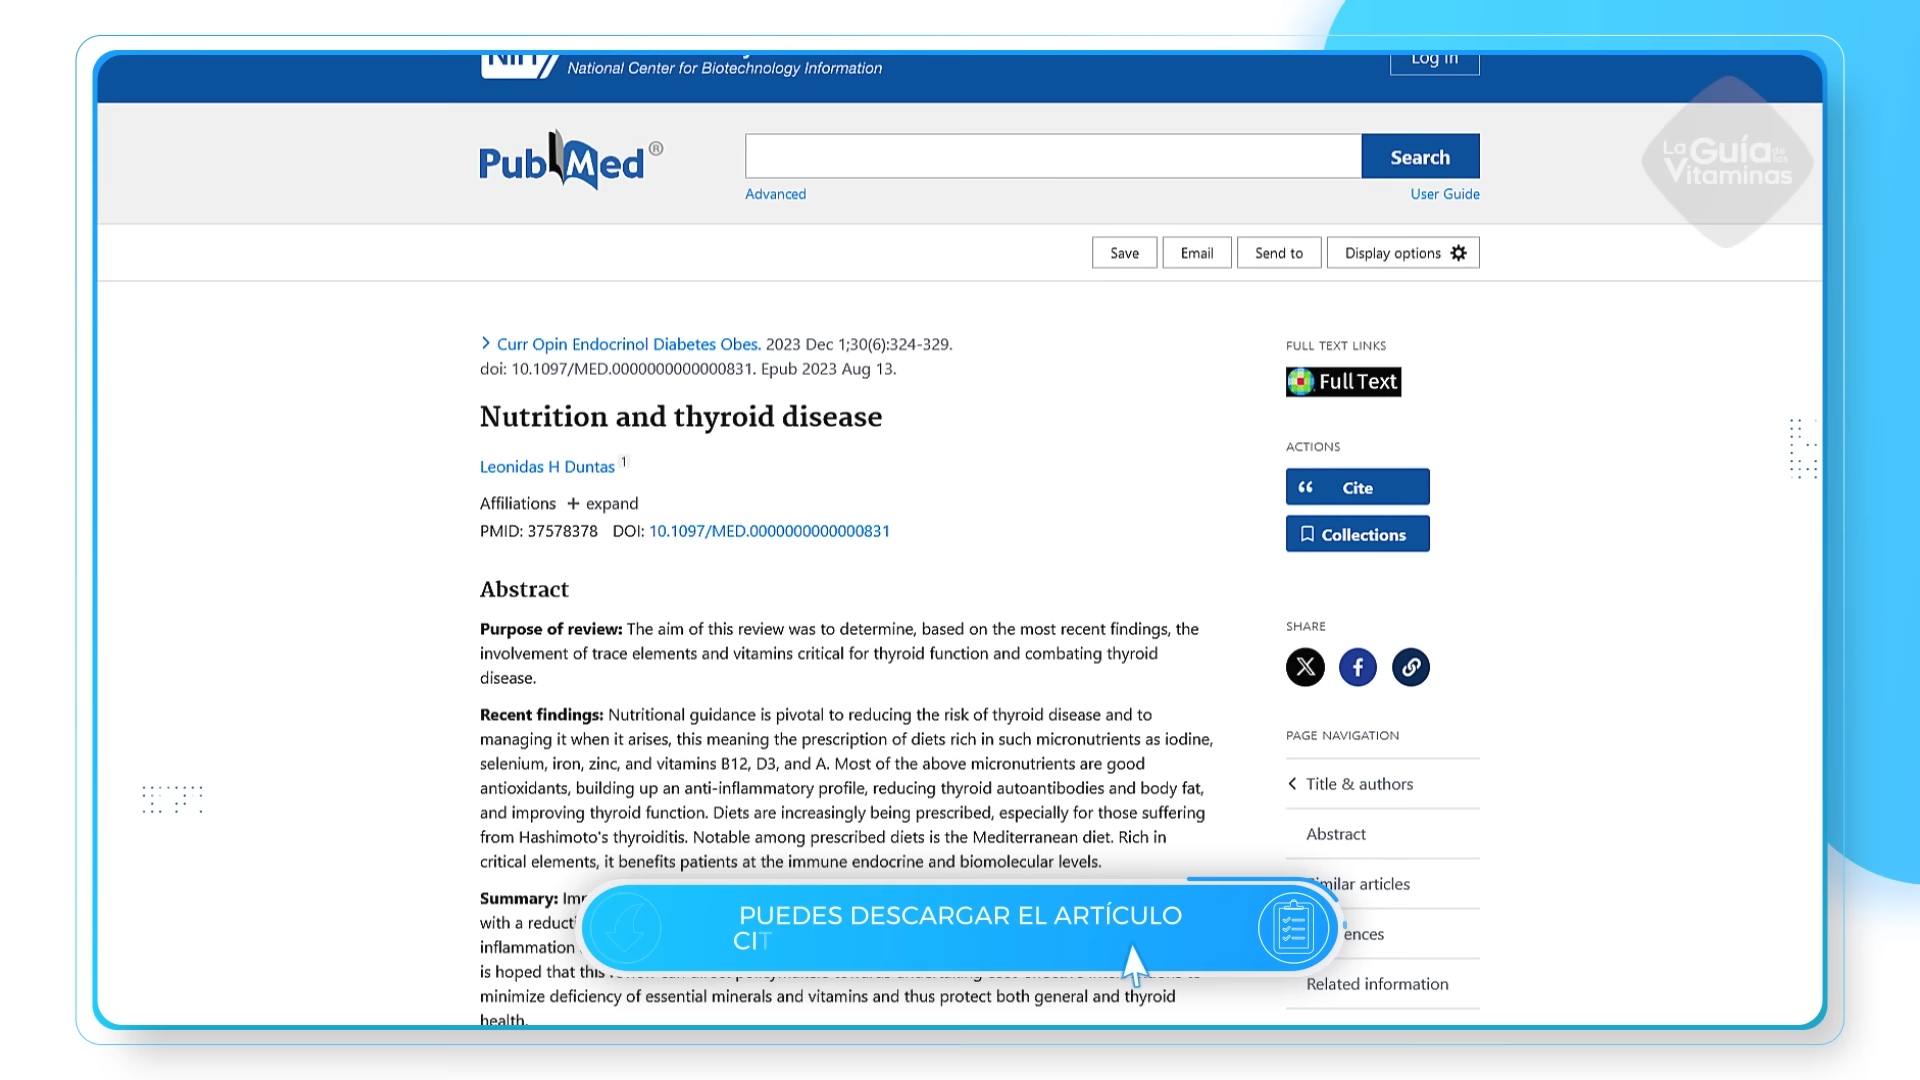 NIH
National Center for Biotechnology Information
Log in
PubMed®
Search
Advanced
User Guide
La Guía de las Vitaminas
Save
Email
Send to
Display options
Curr Opin Endocrinol Diabetes Obes. 2023 Dec 1;30(6):324-329.
doi: 10.1097/MED.0000000000000831. Epub 2023 Aug 13.
Nutrition and thyroid disease
Leonidas H Duntas 1
Affiliations + expand
PMID: 37578378 DOI: 10.1097/MED.0000000000000831
Abstract
Purpose of review: The aim of this review was to determine, based on the most recent findings, the
involvement of trace elements and vitamins critical for thyroid function and combating thyroid
disease.
Recent findings: Nutritional guidance is pivotal to reducing the risk of thyroid disease and to
managing it when it arises, this meaning the prescription of diets rich in such micronutrients as iodine,
selenium, iron, zinc, and vitamins B12, D3, and A. Most of the above micronutrients are good
antioxidants, building up an anti-inflammatory profile, reducing thyroid autoantibodies and body fat,
and improving thyroid function. Diets are increasingly being prescribed, especially for those suffering
from Hashimoto's thyroiditis. Notable among prescribed diets is the Mediterranean diet. Rich in
critical elements, it benefits patients at the immune endocrine and biomolecular levels.
Summary:
with a
inflammation
is hoped that this
minimize deficiency of essential minerals and vitamins and thus protect both general and thyroid
health.
PUEDES DESCARGAR EL ARTÍCULO
CIT
FULL TEXT LINKS
Full Text
ACTIONS
Cite
Collections
SHARE
PAGE NAVIGATION
Title & authors
Abstract
articles
Related information